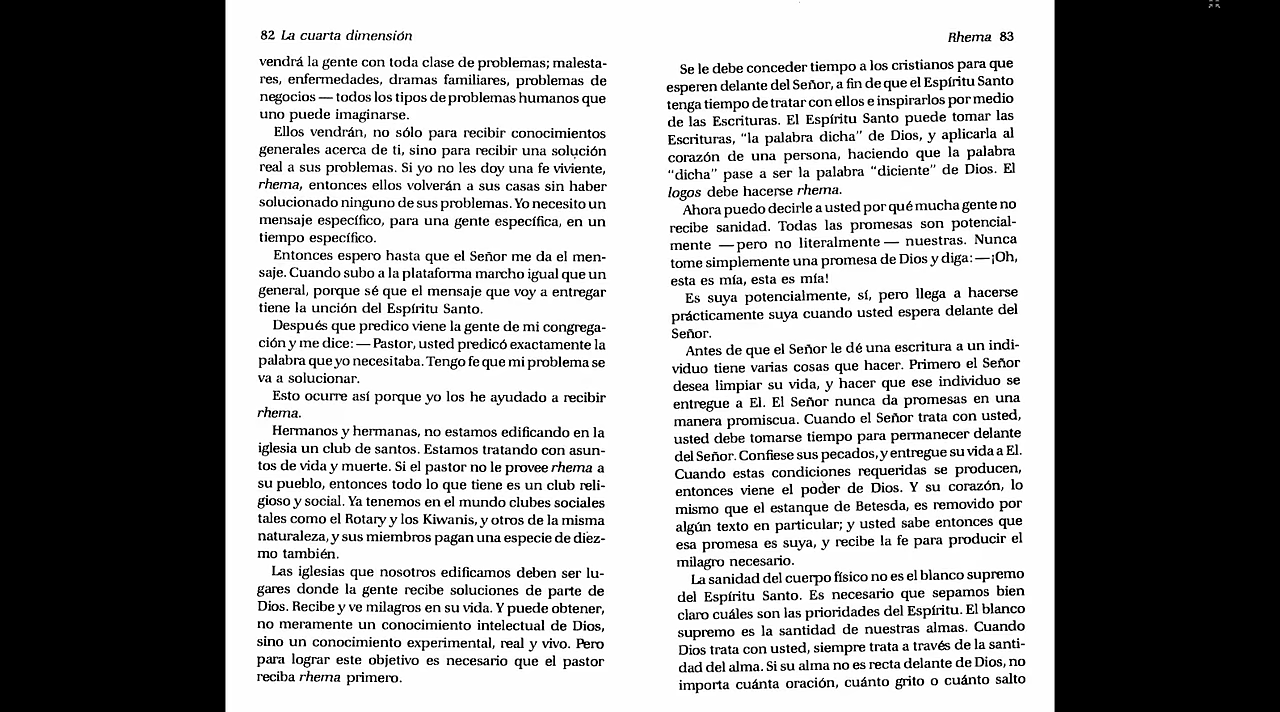 82 La cuarta dimensión
vendrá la gente con toda clase de problemas; malesta-
res, enfermedades, dramas familiares, problemas de
negocios — todos los tipos de problemas humanos que
uno puede imaginarse.
Ellos vendrán, no sólo para recibir conocimientos
generales acerca de ti, sino para recibir una solución
real a sus problemas. Si yo no les doy una fe viviente,
rhema, entonces ellos volverán a sus casas sin haber
solucionado ninguno de sus problemas. Yo necesito un
mensaje específico, para una gente específica, en un
tiempo específico.
Entonces espero hasta que el Señor me da el men-
saje. Cuando subo a la plataforma marcho igual que un
general, porque sé que el mensaje que voy a entregar
tiene la unción del Espíritu Santo.
Después que predico viene la gente de mi congrega-
ción y me dice: — Pastor, usted predicó exactamente la
palabra que yo necesitaba. Tengo fe que mi problema se
va a solucionar.
Esto ocurre así porque yo los he ayudado a recibir
rhema.
Hermanos y hermanas, no estamos edificando en la
iglesia un club de santos. Estamos tratando con asun-
tos de vida y muerte. Si el pastor no le provee rhema a
su pueblo, entonces todo lo que tiene es un club reli-
gioso y social. Ya tenemos en el mundo clubes sociales
tales como el Rotary y los Kiwanis, y otros de la misma
naturaleza, y sus miembros pagan una especie de diez-
mo también.
Las iglesias que nosotros edificamos deben ser lu-
gares donde la gente recibe soluciones de parte de
Dios. Recibe y ve milagros en su vida. Y puede obtener,
no meramente un conocimiento intelectual de Dios,
sino un conocimiento experimental, real y vivo. Pero
para lograr este objetivo es necesario que el pastor
reciba rhema primero.
Rhema 83
Se le debe conceder tiempo a los cristianos para que
esperen delante del Señor, a fin de que el Espíritu Santo
tenga tiempo de tratar con ellos e inspirarlos por medio
de las Escrituras. El Espíritu Santo puede tomar las
Escrituras, “la palabra dicha” de Dios, y aplicarla al
corazón de una persona, haciendo que la palabra
“dicha” pase a ser la palabra “diciente” de Dios. El
logos debe hacerse rhema.
Ahora puedo decirle a usted por qué mucha gente no
recibe sanidad. Todas las promesas son potencial-
mente —pero no literalmente— nuestras. Nunca
tome simplemente una promesa de Dios y diga: —¡Oh,
esta es mía, esta es mía!
Es suya potencialmente, sí, pero llega a hacerse
prácticamente suya cuando usted espera delante del
Señor.
Antes de que el Señor le dé una escritura a un indi-
viduo tiene varias cosas que hacer. Primero el Señor
desea limpiar su vida, y hacer que ese individuo se
entregue a El. El Señor nunca da promesas en una
manera promiscua. Cuando el Señor trata con usted,
usted debe tomarse tiempo para permanecer delante
del Señor. Confiese sus pecados, y entregue su vida a El.
Cuando estas condiciones requeridas se producen,
entonces viene el poder de Dios. Y su corazón, lo
mismo que el estanque de Betesda, es removido por
algún texto en particular; y usted sabe entonces que
esa promesa es suya, y recibe la fe para producir el
milagro necesario.
La sanidad del cuerpo físico no es el blanco supremo
del Espíritu Santo. Es necesario que sepamos bien
claro cuáles son las prioridades del Espíritu. El blanco
supremo es la santidad de nuestras almas. Cuando
Dios trata con usted, siempre trata a través de la santi-
dad del alma. Si su alma no es recta delante de Dios, no
importa cuánta oración, cuánto grito o cuánto salto